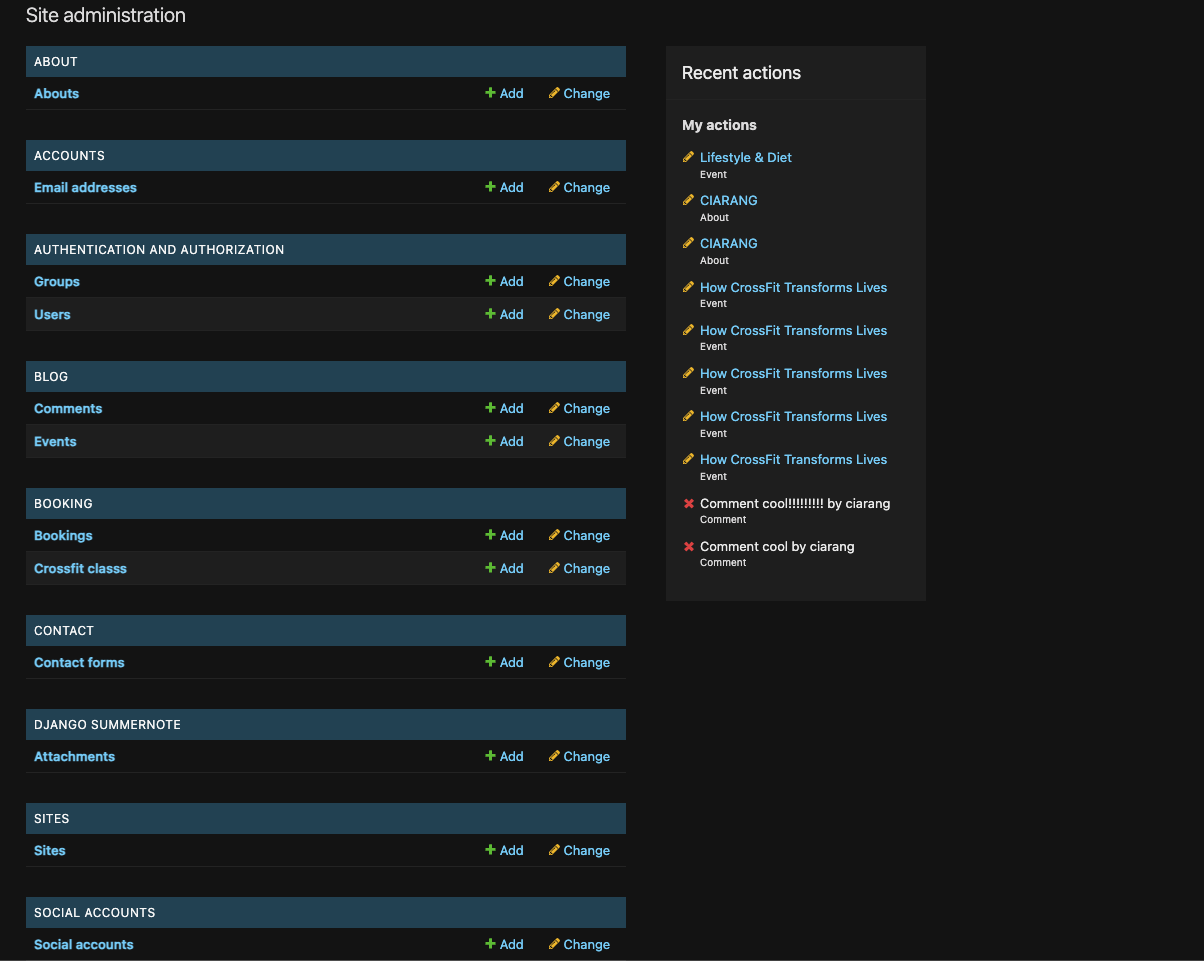 Site administration
ABOUT
Abouts Add Change
ACCOUNTS
Email addresses Add Change
AUTHENTICATION AND AUTHORIZATION
Groups Add Change
Users Add Change
BLOG
Comments Add Change
Events Add Change
BOOKING
Bookings Add Change
Crossfit classs Add Change
CONTACT
Contact forms Add Change
DJANGO SUMMERNOTE
Attachments Add Change
SITES
Sites Add Change
SOCIAL ACCOUNTS
Social accounts Add Change
Recent actions
My actions
Lifestyle & Diet
Event
CIARANG
About
CIARANG
About
How CrossFit Transforms Lives
Event
How CrossFit Transforms Lives
Event
How CrossFit Transforms Lives
Event
How CrossFit Transforms Lives
Event
How CrossFit Transforms Lives
Event
Comment cool!!!!!!!!! by ciarang
Comment
Comment cool by ciarang
Comment